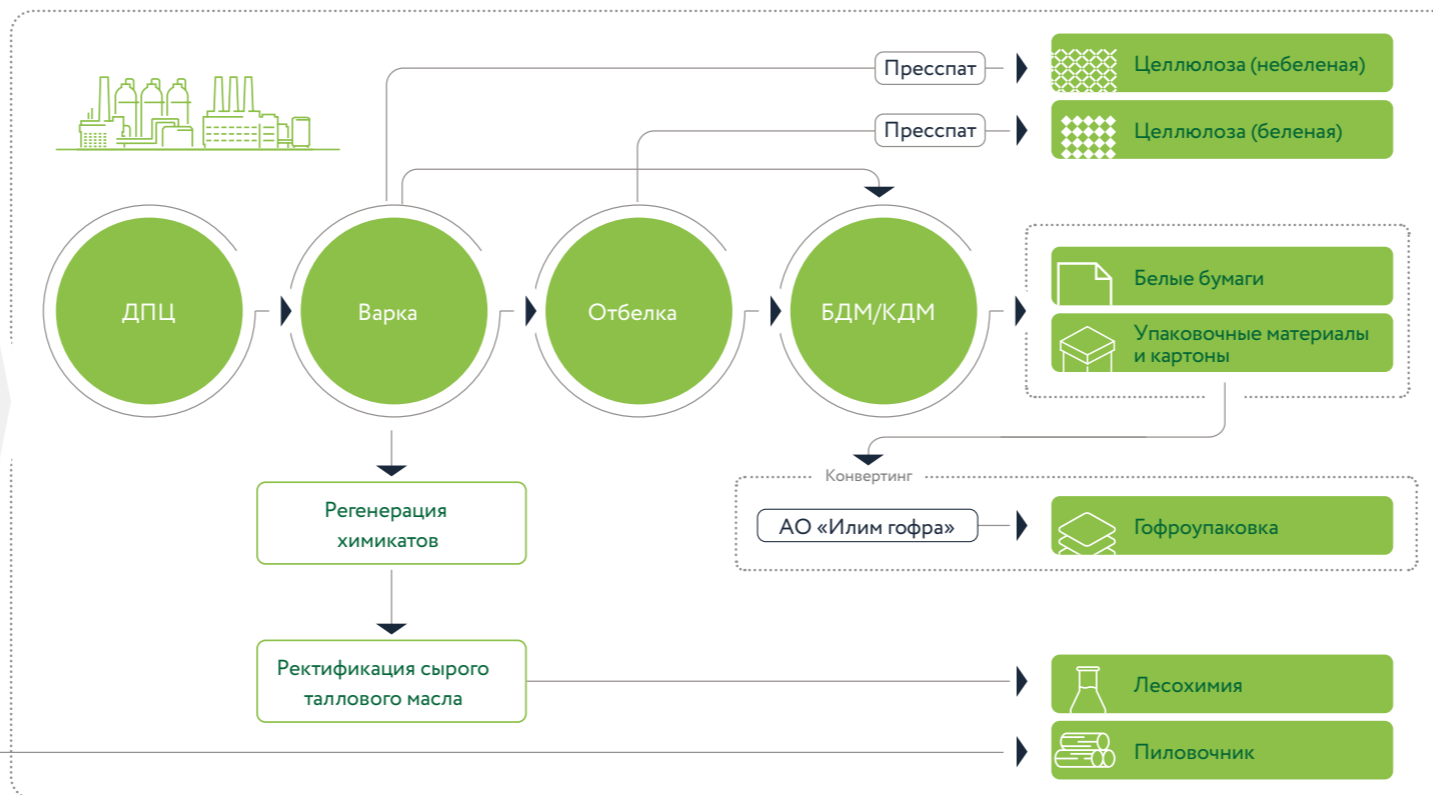 Пресспат
Целлюлоза (небеленая)
Пресспат
Целлюлоза (беленая)
ДПЦ
Варка
Отбелка
БДМ/КДМ
Белые бумаги
Упаковочные материалы
и картоны
Регенерация
химикатов
Конвертинг
АО «Илим гофра»
Гофроупаковка
Ректификация сырого
таллового масла
Лесохимия
Пиловочник